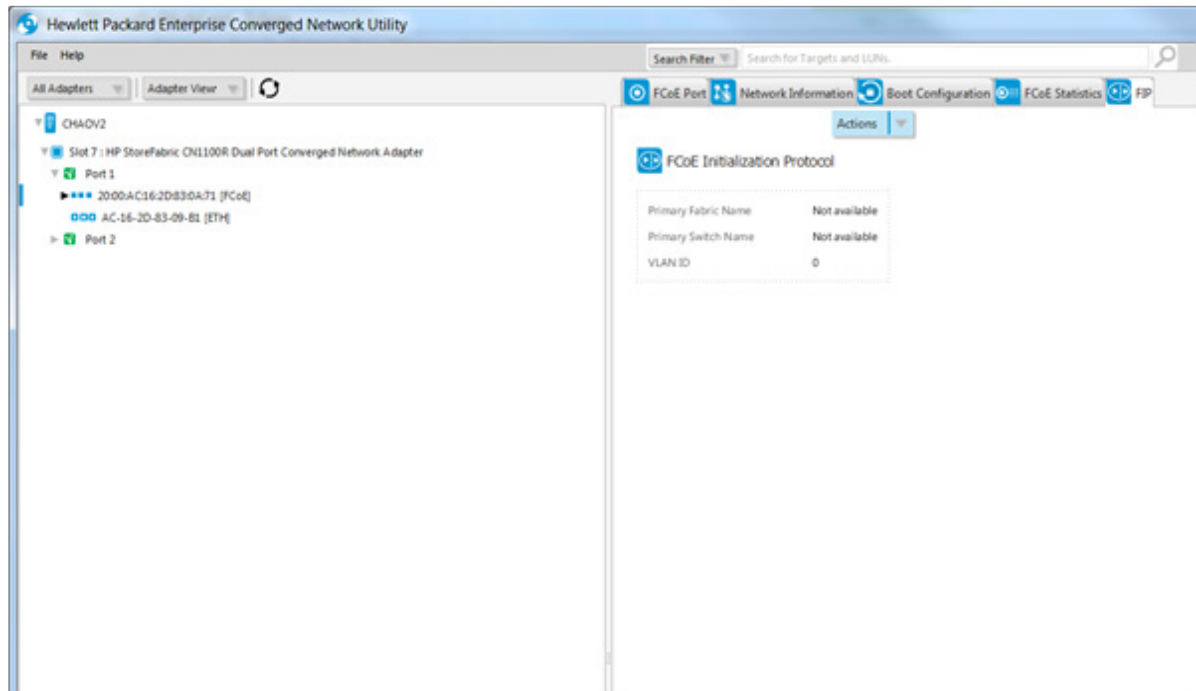 Hewlett Packard Enterprise Converged Network Utility
File Help
Search Filter Search for Targets and LUNs.
All Adapters Adapter View
FCoE Port Network Information Boot Configuration FCoE Statistics FIP
CHAOV2
Actions
Slot 7 : HP StoreFabric CN1100R Dual Port Converged Network Adapter
FCoE Initialization Protocol
Port 1
20:00:AC:16:2D:83:0A:71 [FCoE]
AC-16-2D-83-09-B1 [ETH]
Port 2
Primary Fabric Name Not available
Primary Switch Name Not available
VLAN ID 0